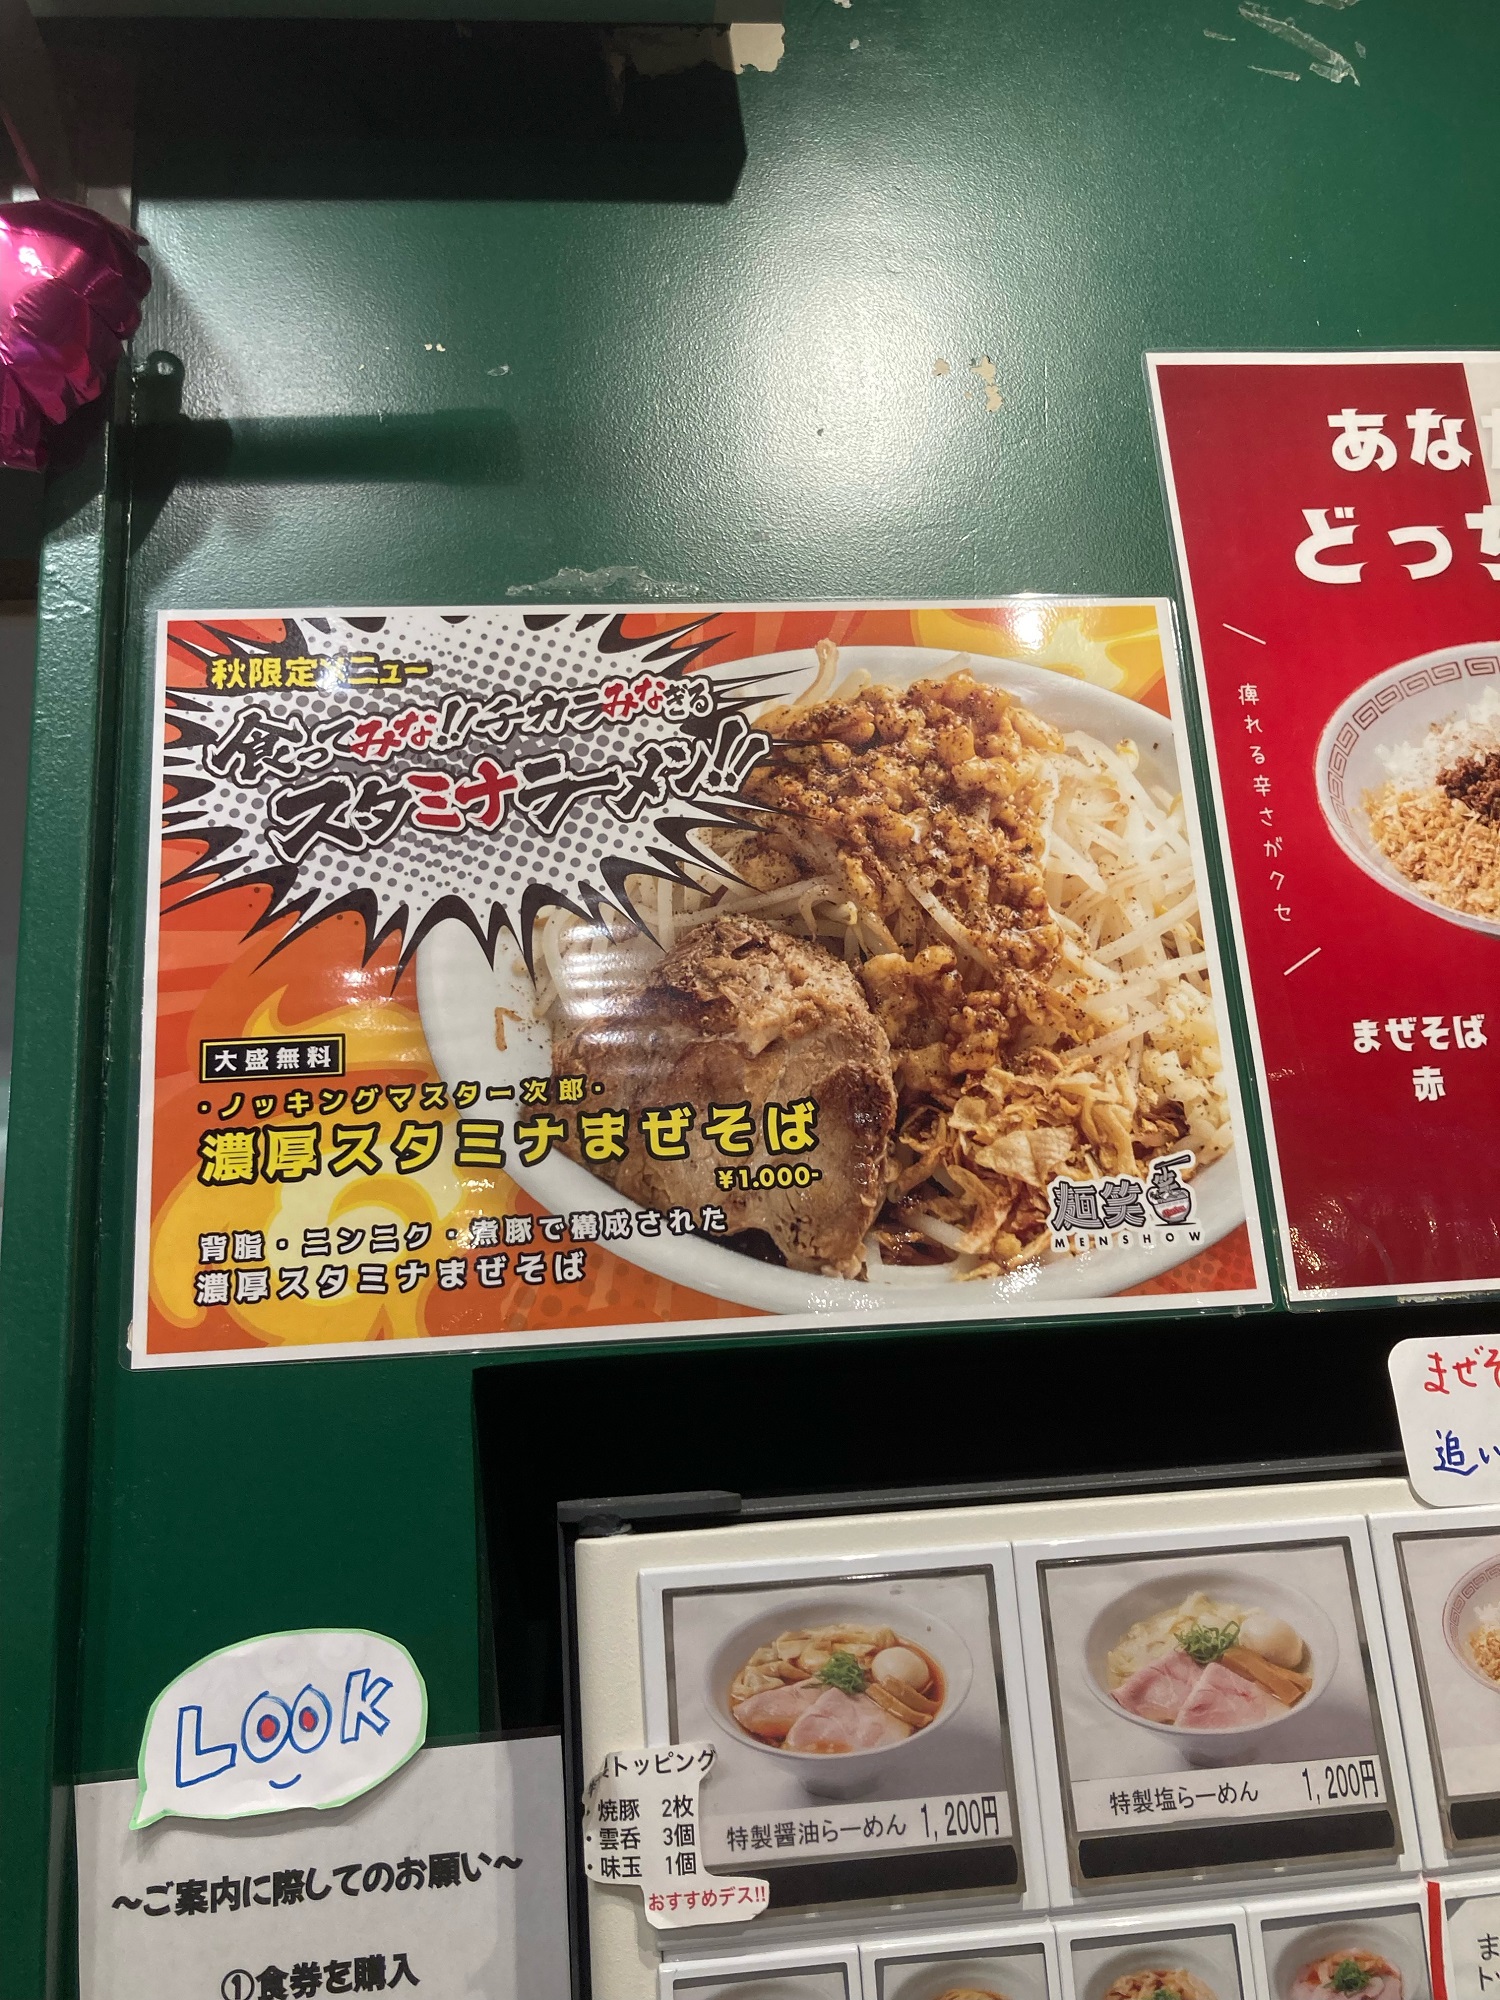 秋限定メニュー
食ってみな!!チカラみなぎる
スタミナラーメン!!
大盛無料
・ノッキングマスター次郎・
濃厚スタミナまぜそば
¥1.000-
背脂・ニンニク・煮豚で構成された
濃厚スタミナまぜそば
麺笑
MENSHOW
あな
どっ
痺れる辛さがクセ
まぜそば
赤
まぜそ
追い
LOOK
～ご案内に際してのお願い～
①食券を購入
トッピング
・焼豚 2枚
・雲呑 3個
・味玉 1個
おすすめデス!!
特製醤油らーめん 1,200円
特製塩らーめん 1,200円
ま